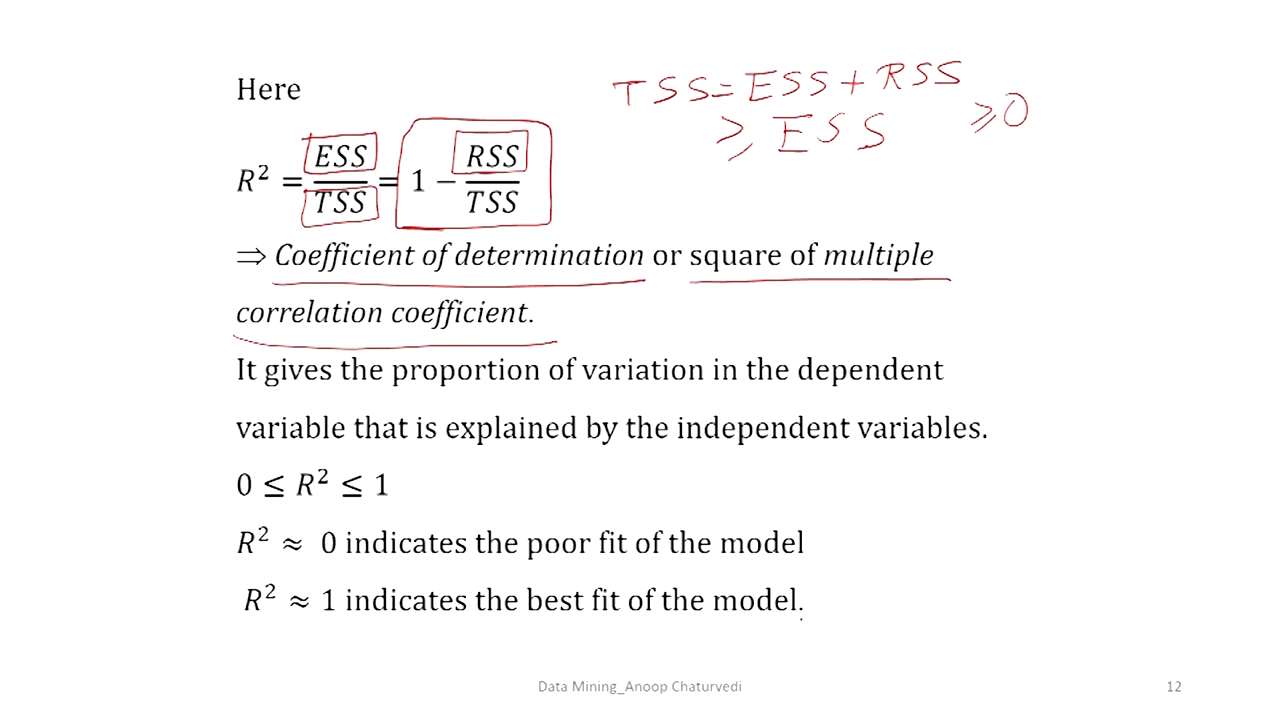 Here
TSS = ESS + RSS
≥ ESS ≥ 0
R² = ESS/TSS = 1 − RSS/TSS
⇒ Coefficient of determination or square of multiple
correlation coefficient.
It gives the proportion of variation in the dependent
variable that is explained by the independent variables.
0 ≤ R² ≤ 1
R² ≈ 0 indicates the poor fit of the model
R² ≈ 1 indicates the best fit of the model.
Data Mining_Anoop Chaturvedi
12